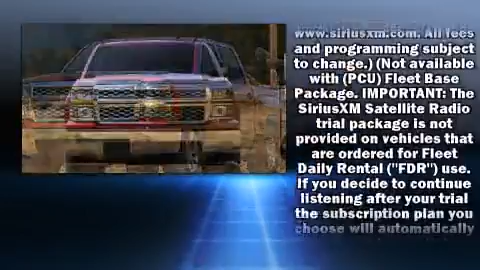 www.siriusxm.com. All fees
and programming subject
to change.) (Not available
with (PCU) Fleet Base
Package. IMPORTANT: The
SiriusXM Satellite Radio
trial package is not
provided on vehicles that
are ordered for Fleet
Daily Rental ("FDR") use.
If you decide to continue
listening after your trial
the subscription plan you
choose will automatically